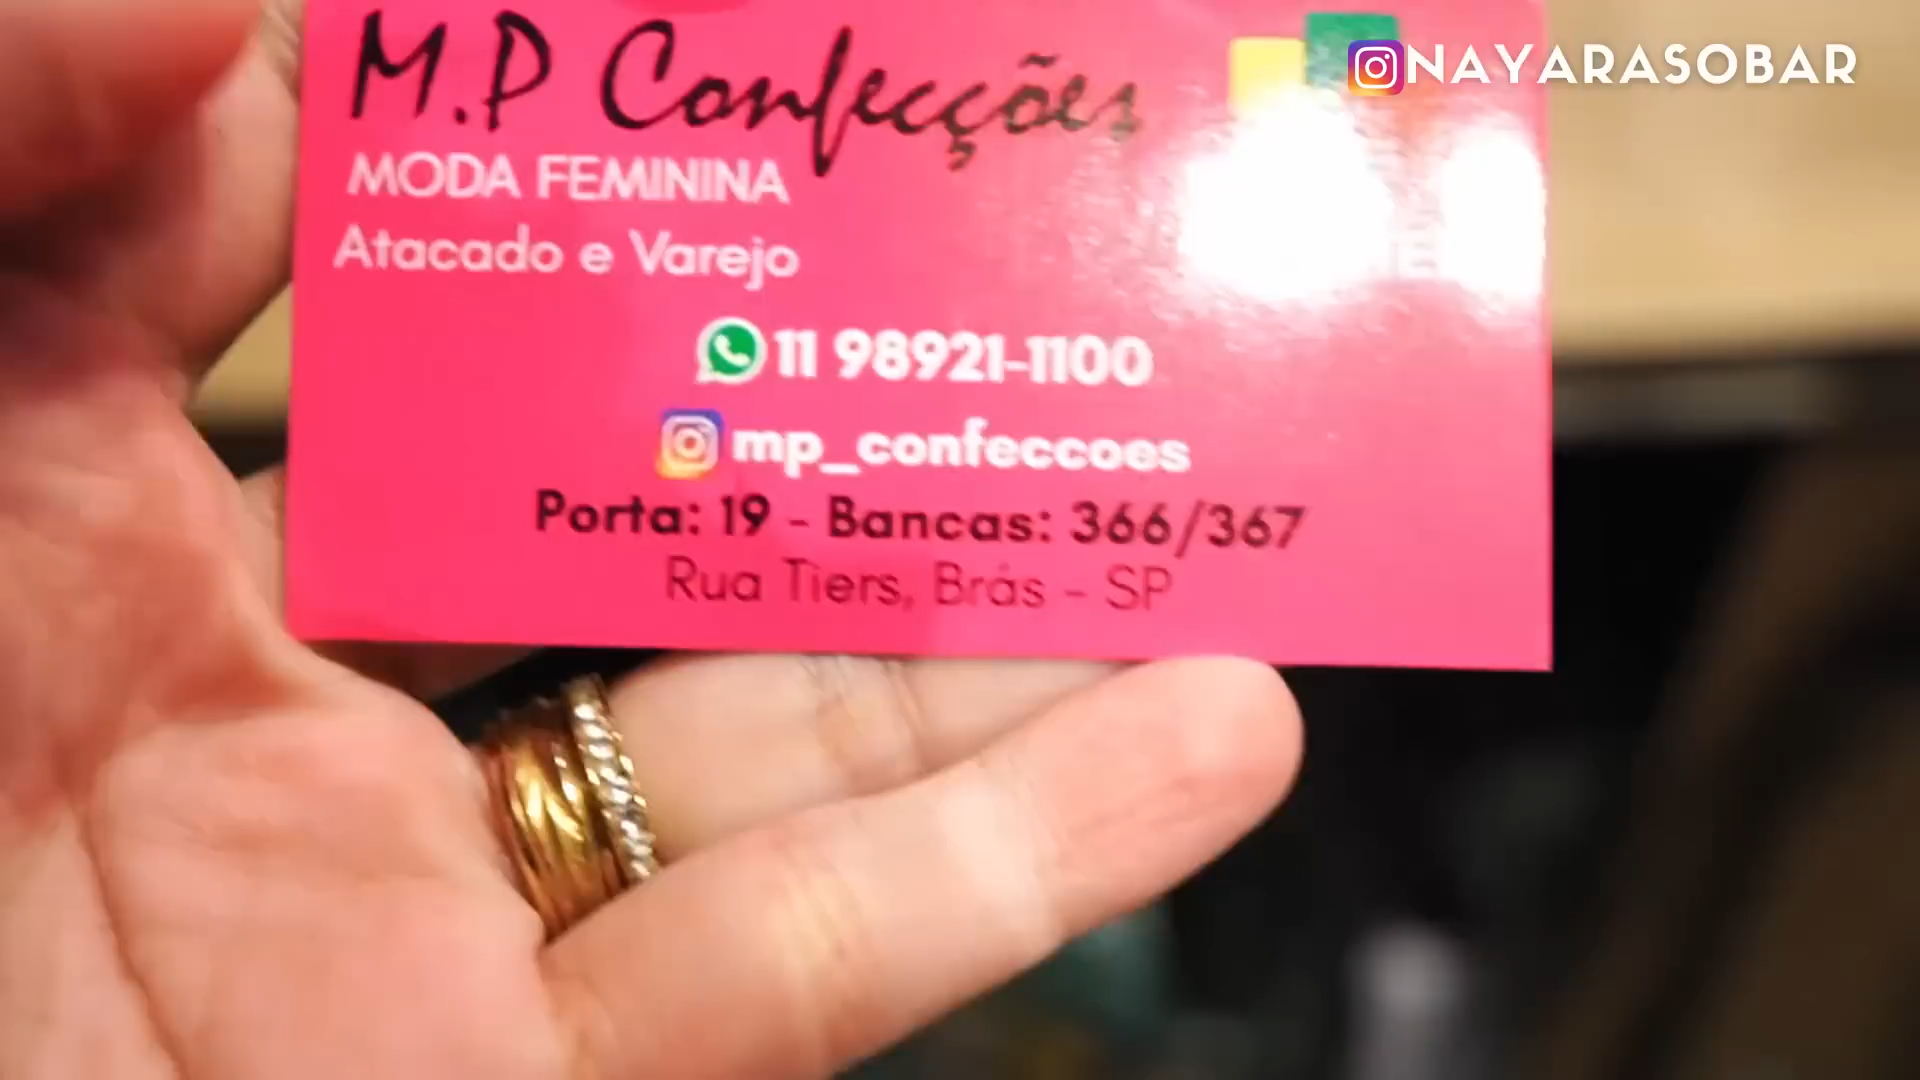 NAYARASOBAR
M.P Confecções
MODA FEMININA
Atacado e Varejo
11 98921-1100
mp_confeccoes
Porta: 19 - Bancas: 366/367
Rua Tiers, Brás - SP